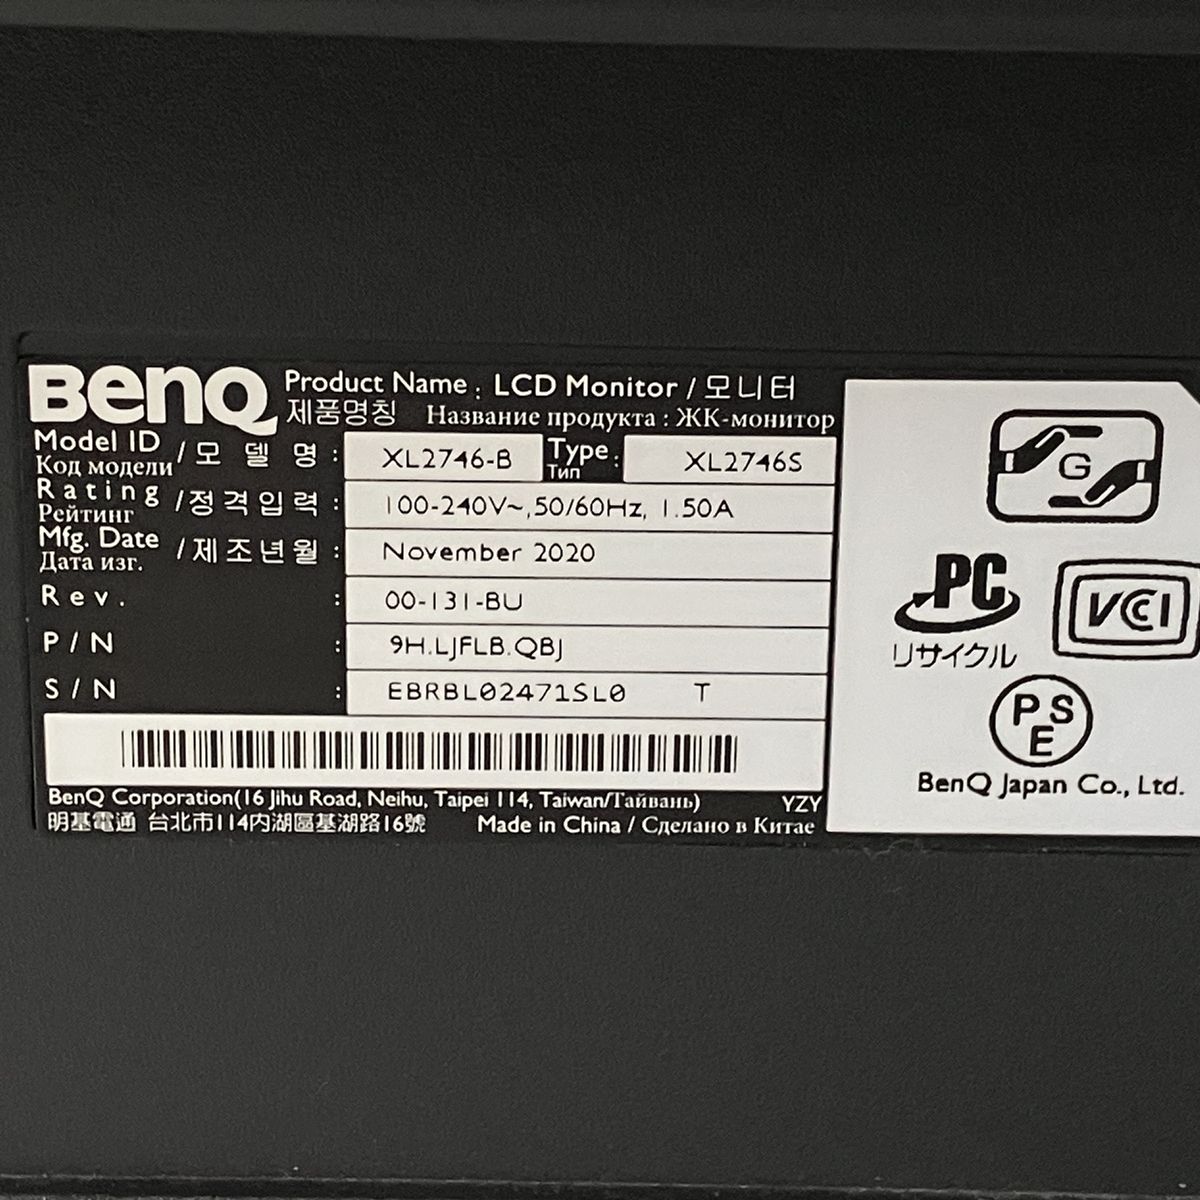 BenQ Product Name : LCD Monitor / 모니터
제품명칭 Название продукта : ЖК-монитор
Model ID / 모델명 : XL2746-B Type : XL2746S
Код модели Тип
Rating / 정격입력 : 100-240V~,50/60Hz, 1.50A
Рейтинг
Mfg. Date / 제조년월 : November 2020
Дата изг.
Rev. : 00-131-BU
P/N : 9H.LJFLB.QBJ
S/N : EBRBL02471SL0 T
BenQ Corporation(16 Jihu Road, Neihu, Taipei 114, Taiwan/Тайвань) YZY
明基電通 台北市114內湖區基湖路16號 Made in China / Сделано в Китае
G
PC
リサイクル
VCCI
PSE
BenQ Japan Co., Ltd.